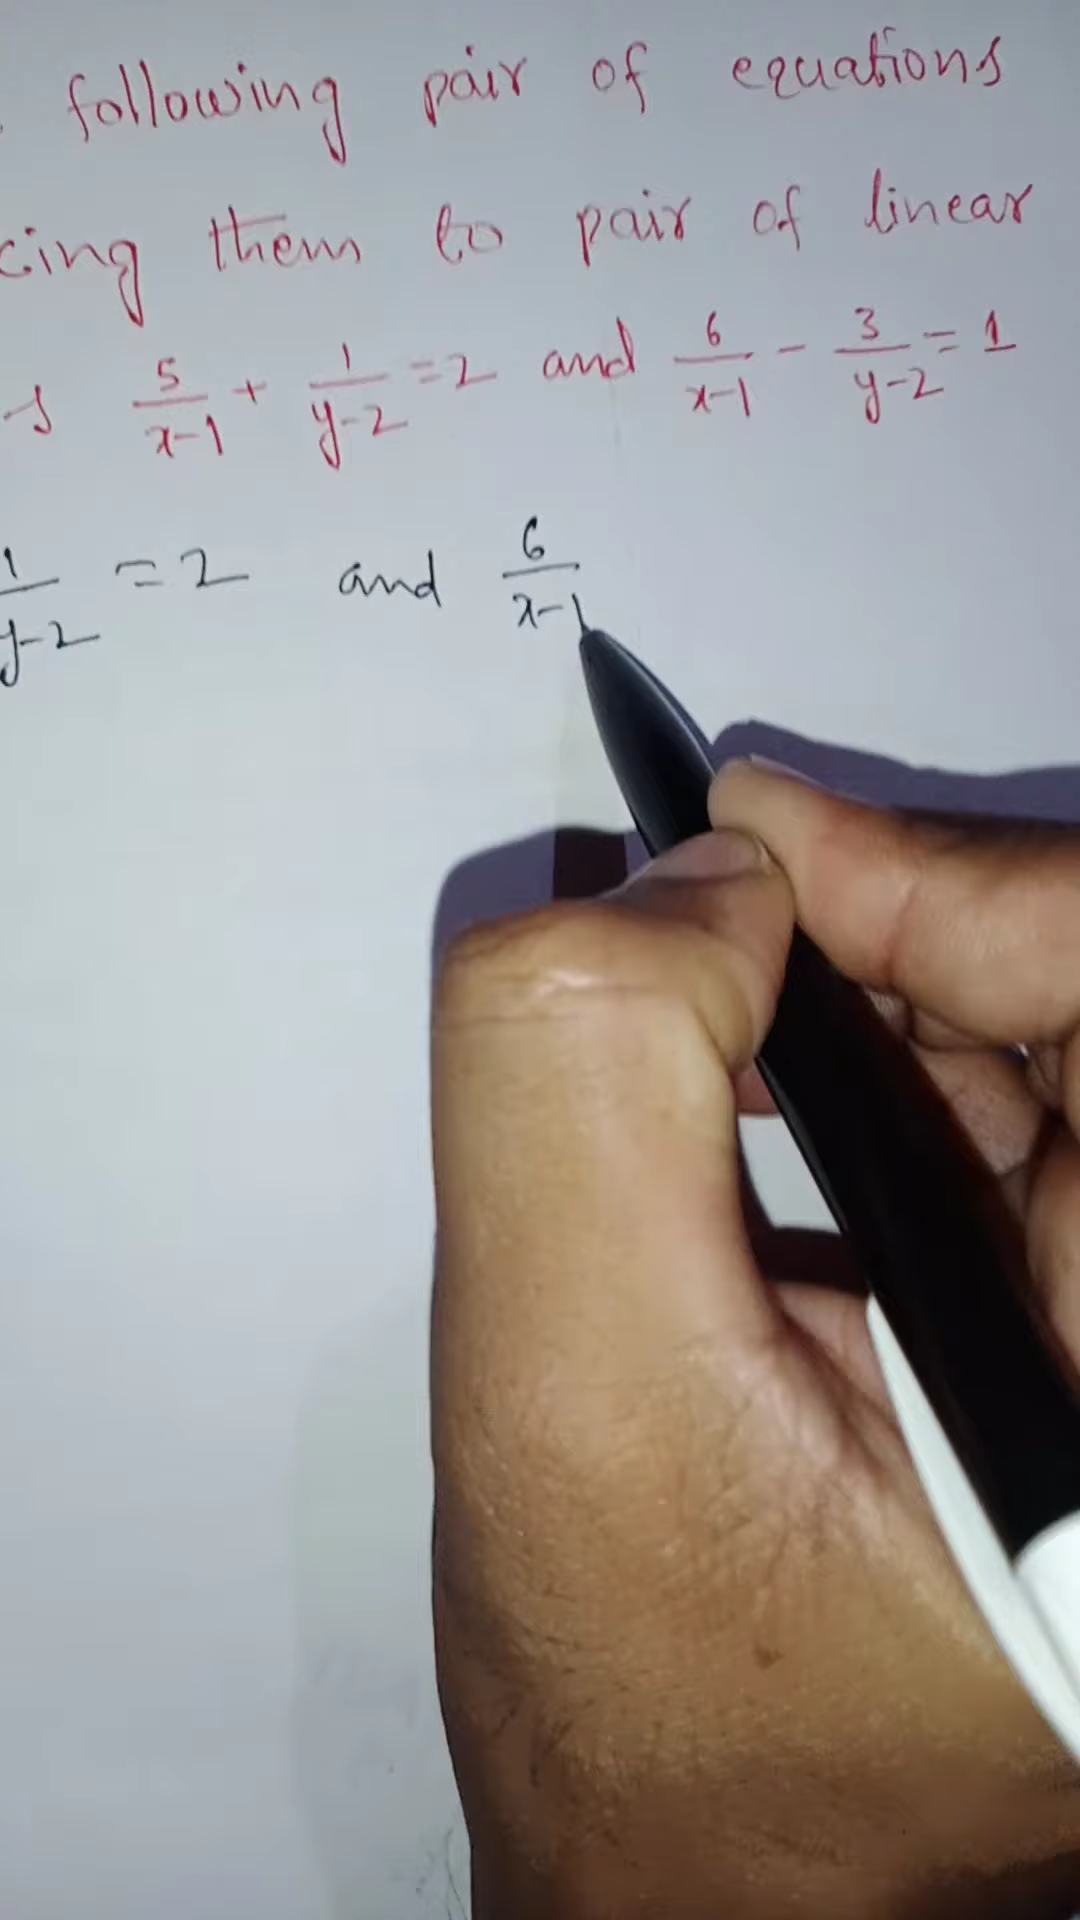 following pair of equations
cing them to pair of linear
s 5/(x-1) + 1/(y-2) = 2 and 6/(x-1) - 3/(y-2) = 1
1/(y-2) = 2 and 6/(x-1)